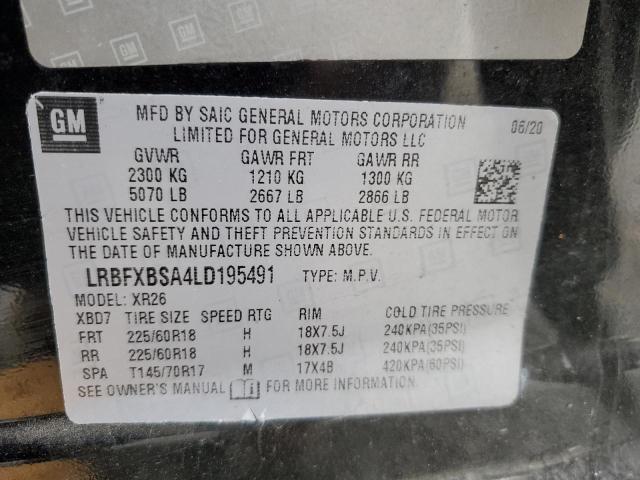 GM
MFD BY SAIC GENERAL MOTORS CORPORATION
LIMITED FOR GENERAL MOTORS LLC
06/20
GVWR GAWR FRT GAWR RR
2300 KG 1210 KG 1300 KG
5070 LB 2667 LB 2866 LB
THIS VEHICLE CONFORMS TO ALL APPLICABLE U.S. FEDERAL MOTOR
VEHICLE SAFETY AND THEFT PREVENTION STANDARDS IN EFFECT ON
THE DATE OF MANUFACTURE SHOWN ABOVE.
LRBFXBSA4LD195491 TYPE: M.P.V.
MODEL: XR26
XBD7 TIRE SIZE SPEED RTG RIM COLD TIRE PRESSURE
FRT 225/60R18 H 18X7.5J 240KPA(35PSI)
RR 225/60R18 H 18X7.5J 240KPA(35PSI)
SPA T145/70R17 M 17X4B 420KPA(60PSI)
SEE OWNER'S MANUAL FOR MORE INFORMATION